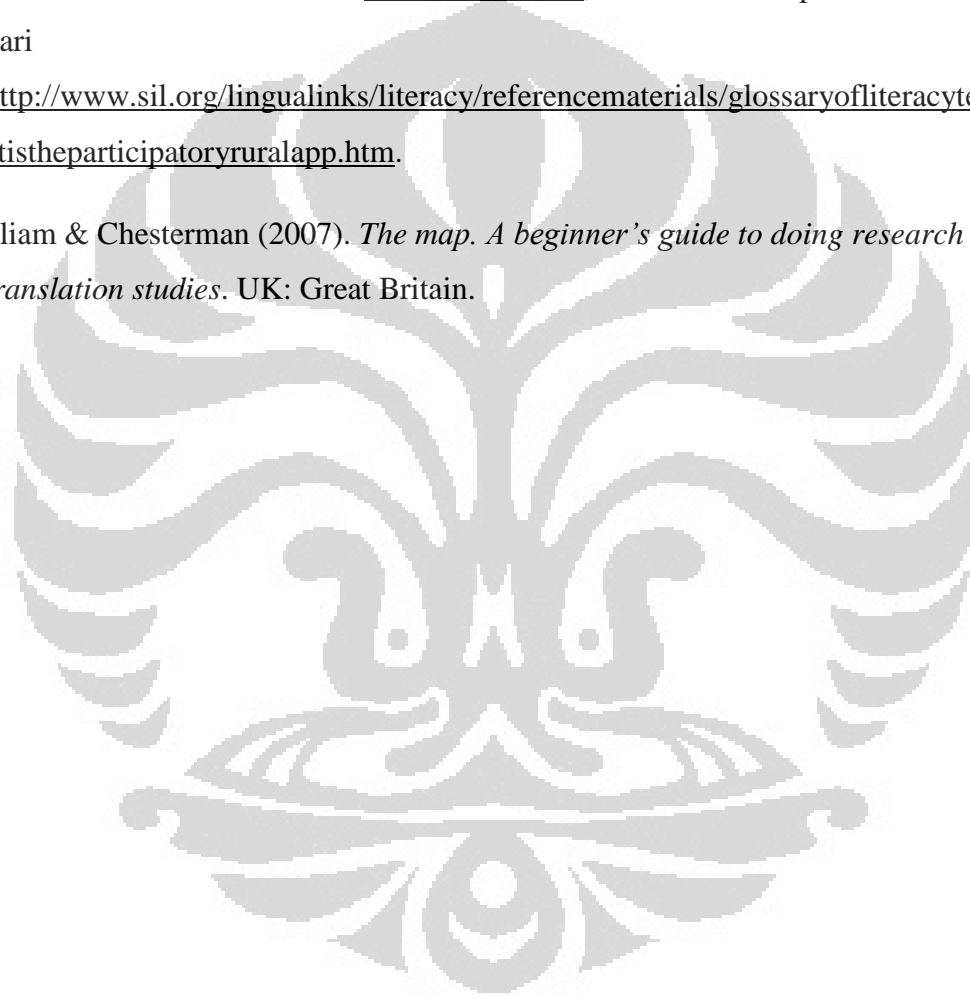 ari
ttp://www.sil.org/lingualinks/literacy/referencematerials/glossaryofliteracyte
tistheparticipatoryruralapp.htm.
liam & Chesterman (2007). The map. A beginner’s guide to doing research
ranslation studies. UK: Great Britain.